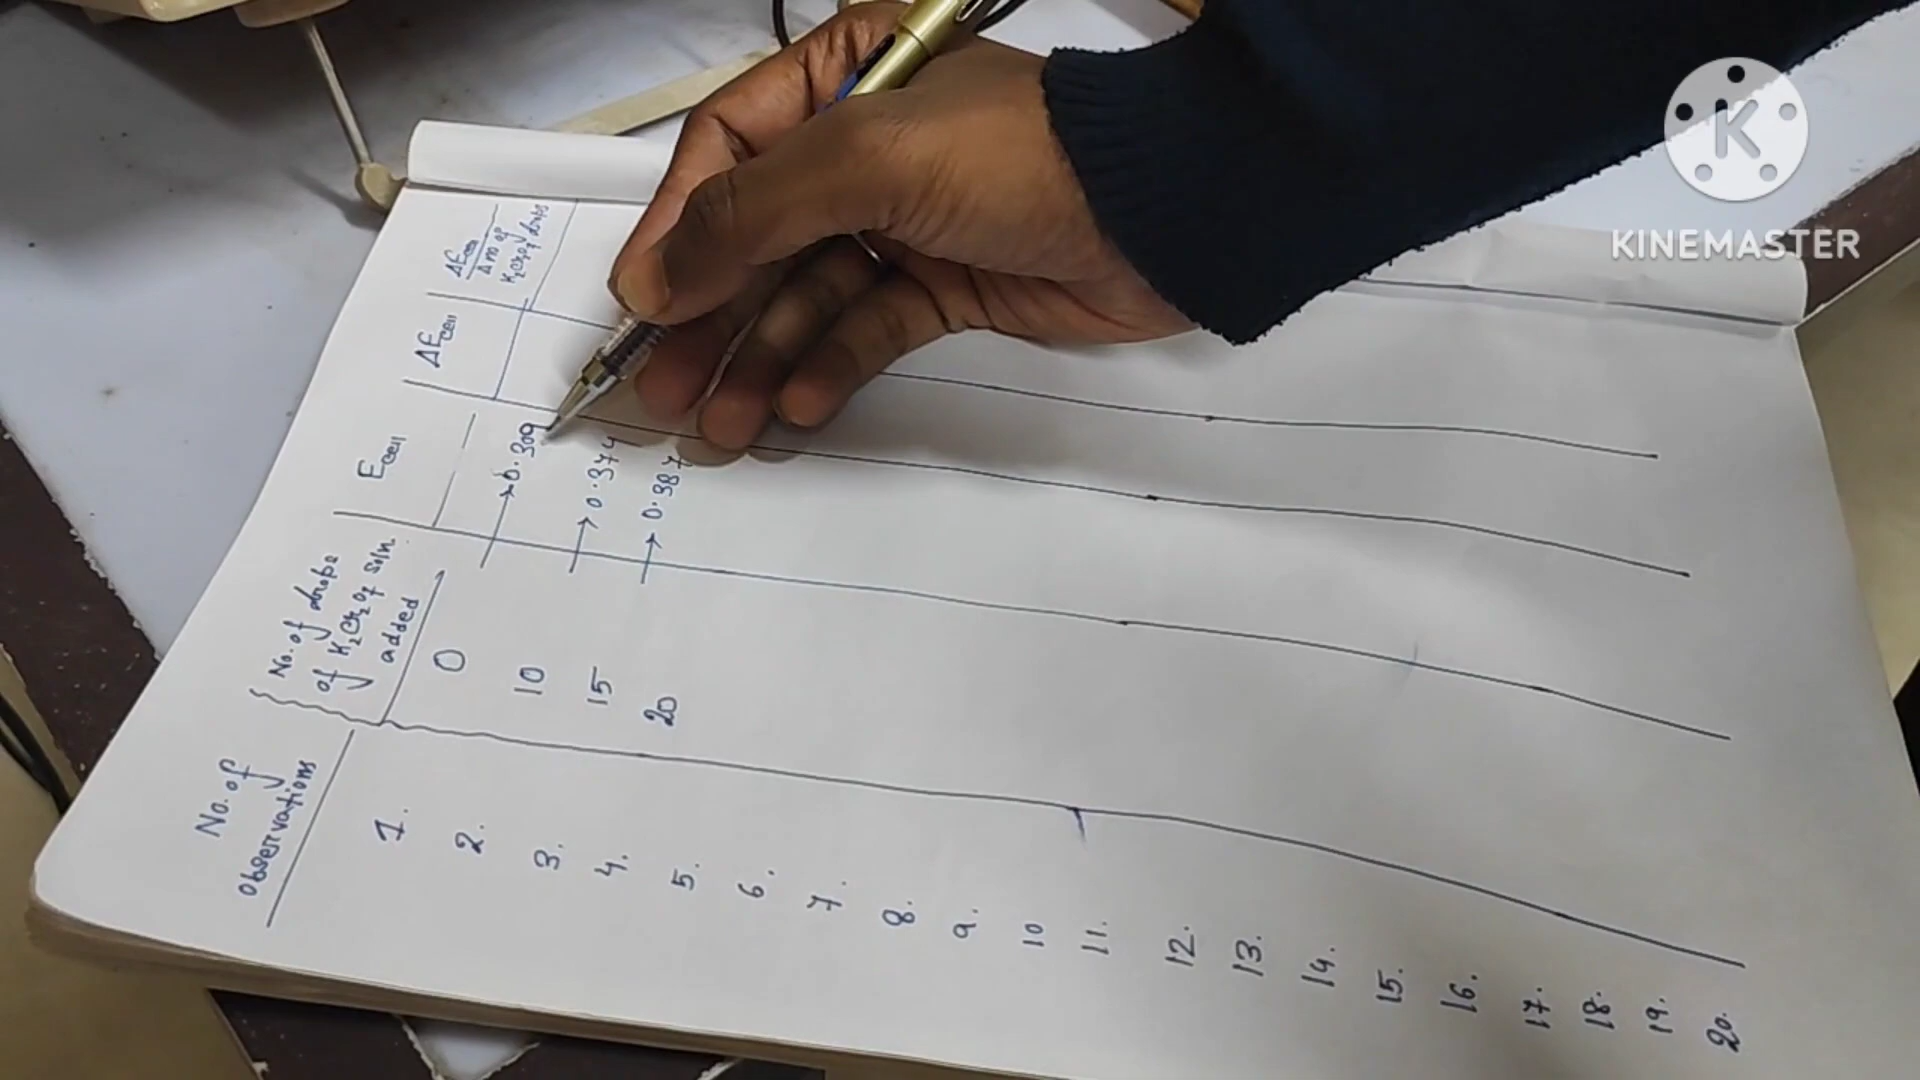 No. of
observations
No. of drops
of K₂Cr₂O₇ soln.
added
Ecell
ΔEcell
ΔEcell
Δ no of
K₂Cr₂O₇ drops
1. 0
2. 10 → 0.309
3. 15 → 0.374
4. 20 → 0.387
5.
6.
7.
8.
9.
10
11.
12.
13.
14.
15.
16.
17.
18.
19.
20.
K
KINEMASTER